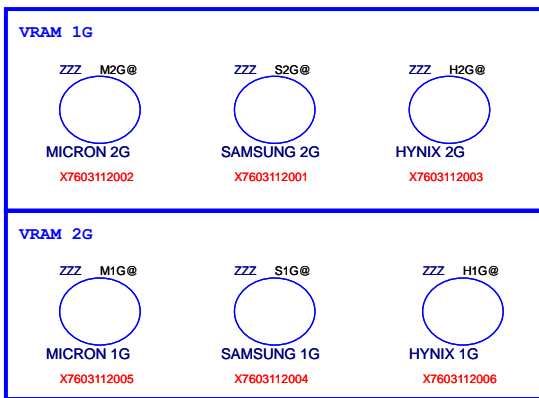 VRAM 1G
ZZZ M2G@ ZZZ S2G@ ZZZ H2G@
MICRON 2G SAMSUNG 2G HYNIX 2G
X7603112002 X7603112001 X7603112003
VRAM 2G
ZZZ M1G@ ZZZ S1G@ ZZZ H1G@
MICRON 1G SAMSUNG 1G HYNIX 1G
X7603112005 X7603112004 X7603112006